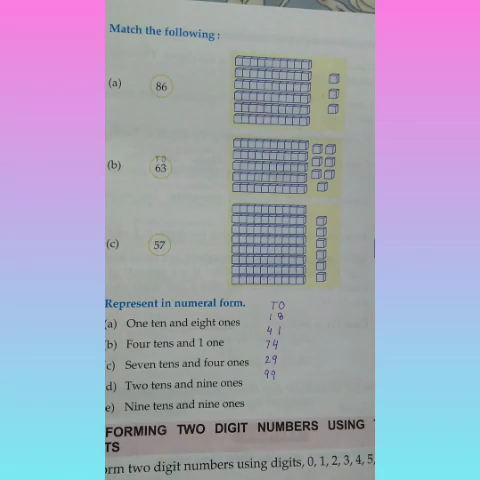 Match the following :
(a) 86
(b) T O
63
(c) 57
Represent in numeral form. T O
(a) One ten and eight ones 1 8
(b) Four tens and 1 one 4 1
(c) Seven tens and four ones 7 4
d) Two tens and nine ones 2 9
e) Nine tens and nine ones 9 9
FORMING TWO DIGIT NUMBERS USING
TS
orm two digit numbers using digits, 0, 1, 2, 3, 4, 5,